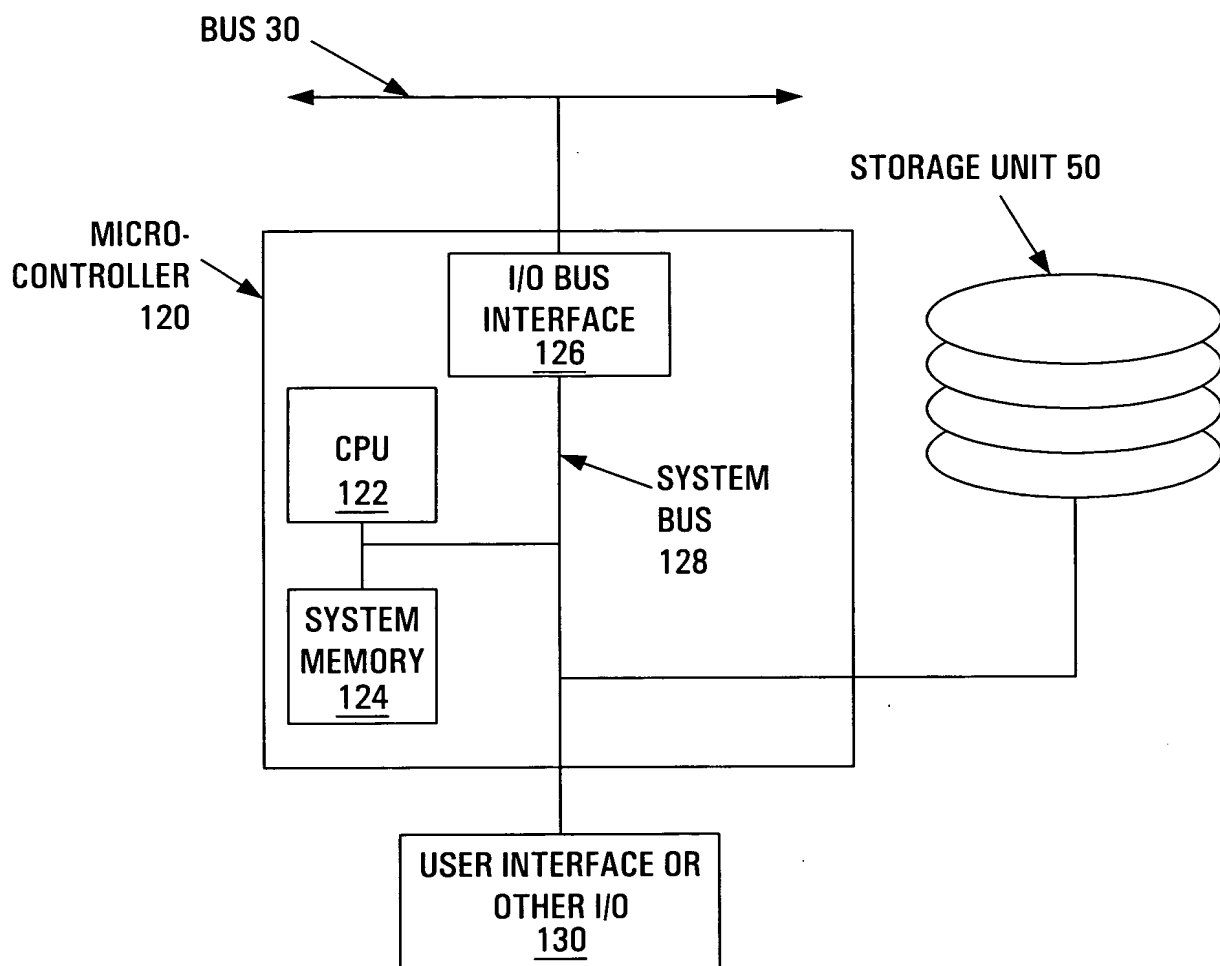 BUS 30
STORAGE UNIT 50
MICRO-
CONTROLLER
120
I/O BUS
INTERFACE
126
CPU
122
SYSTEM
BUS
128
SYSTEM
MEMORY
124
USER INTERFACE OR
OTHER I/O
130